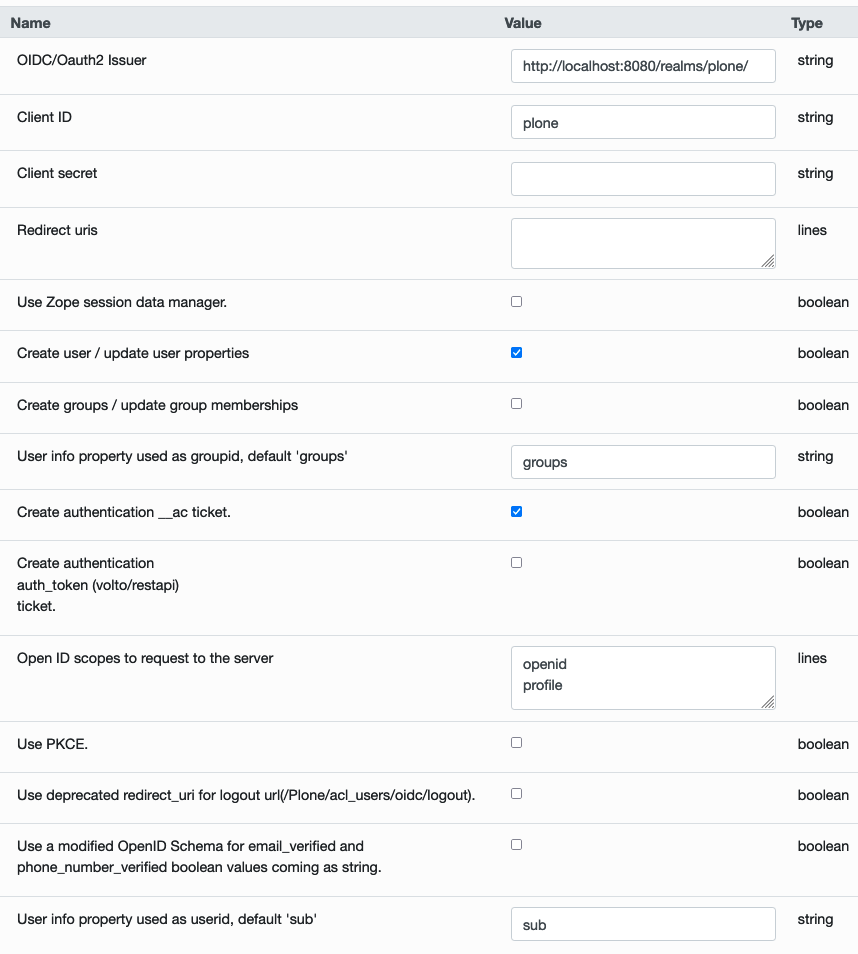 Name Value Type
OIDC/Oauth2 Issuer http://localhost:8080/realms/plone/ string
Client ID plone string
Client secret string
Redirect uris lines
Use Zope session data manager. boolean
Create user / update user properties boolean
Create groups / update group memberships boolean
User info property used as groupid, default 'groups' groups string
Create authentication __ac ticket. boolean
Create authentication boolean
auth_token (volto/restapi)
ticket.
Open ID scopes to request to the server openid lines
profile
Use PKCE. boolean
Use deprecated redirect_uri for logout url(/Plone/acl_users/oidc/logout). boolean
Use a modified OpenID Schema for email_verified and boolean
phone_number_verified boolean values coming as string.
User info property used as userid, default 'sub' sub string